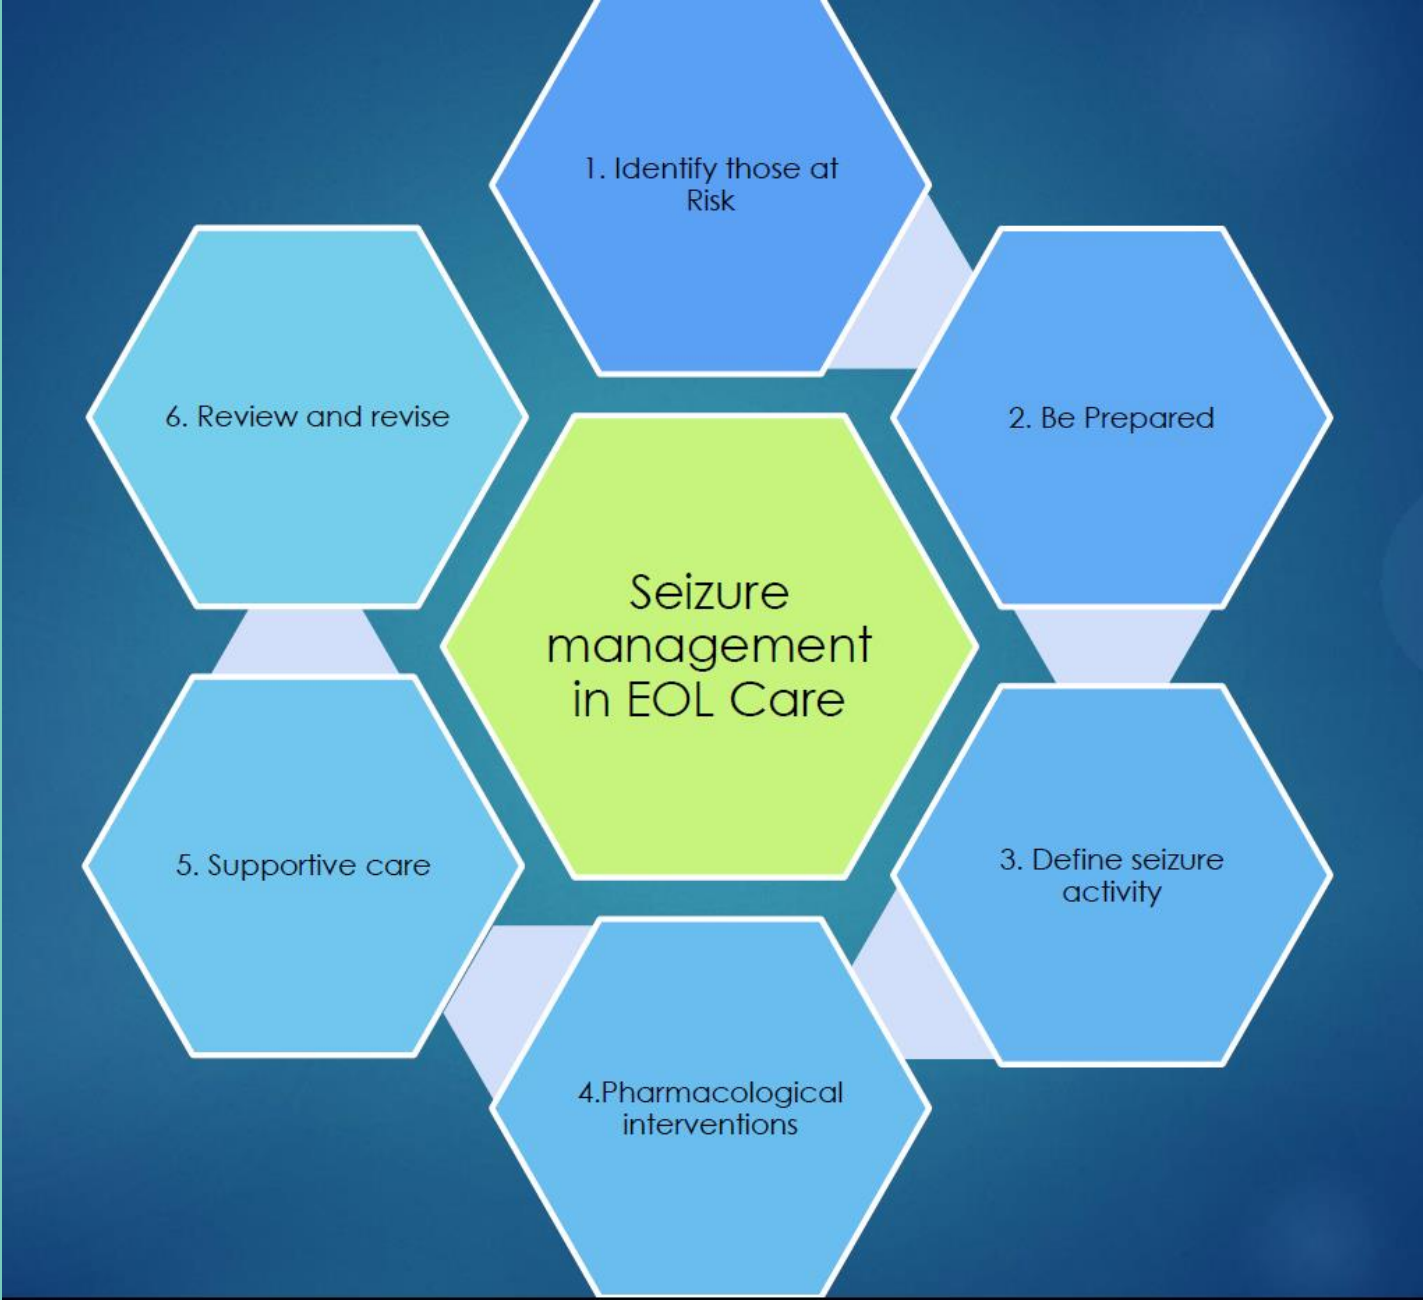 1. Identify those at
Risk
2. Be Prepared
3. Define seizure
activity
4.Pharmacological
interventions
5. Supportive care
6. Review and revise
Seizure
management
in EOL Care